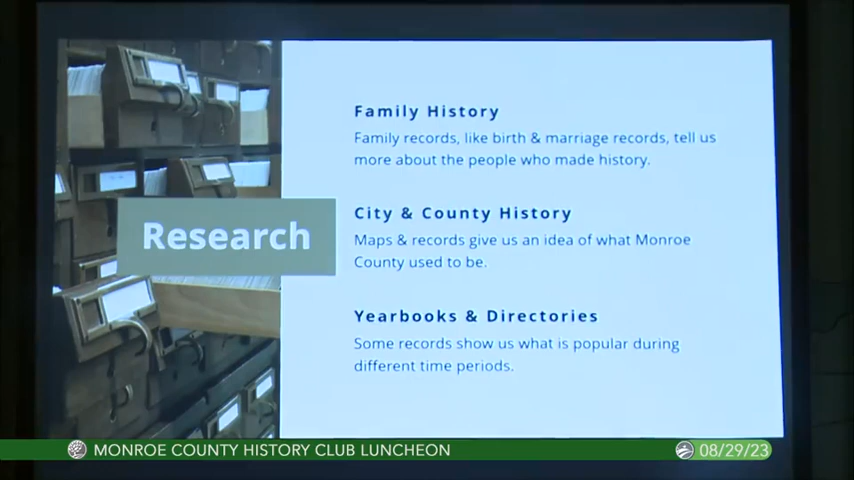 Research
Family History
Family records, like birth & marriage records, tell us
more about the people who made history.
City & County History
Maps & records give us an idea of what Monroe
County used to be.
Yearbooks & Directories
Some records show us what is popular during
different time periods.
MONROE COUNTY HISTORY CLUB LUNCHEON
08/29/23